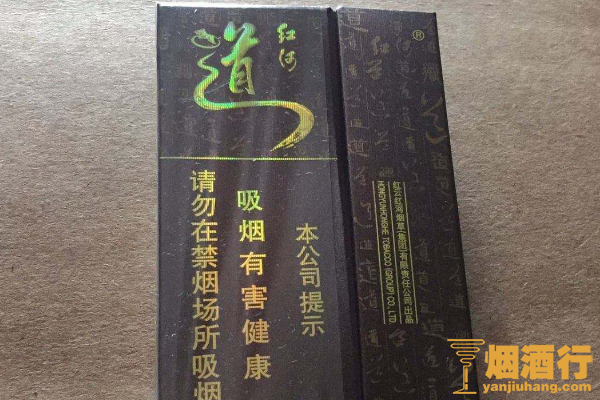 红河
道
本公司提示
吸烟有害健康
请勿在禁烟场所吸烟
®
红云红河烟草(集团)有限责任公司出品
HONGYUNHONGHE TOBACCO (GROUP) CO., LTD
烟酒行
yanjiuhang.com